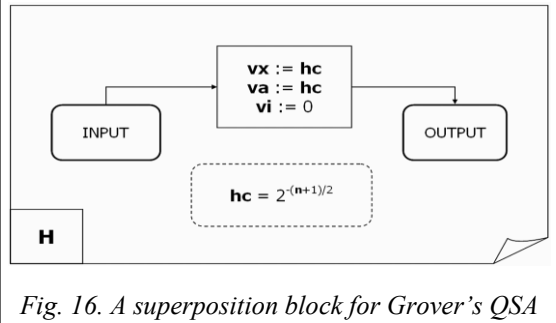 vx := hc
va := hc
vi := 0
INPUT
OUTPUT
hc = 2^-(n+1)/2
H
Fig. 16. A superposition block for Grover’s QSA